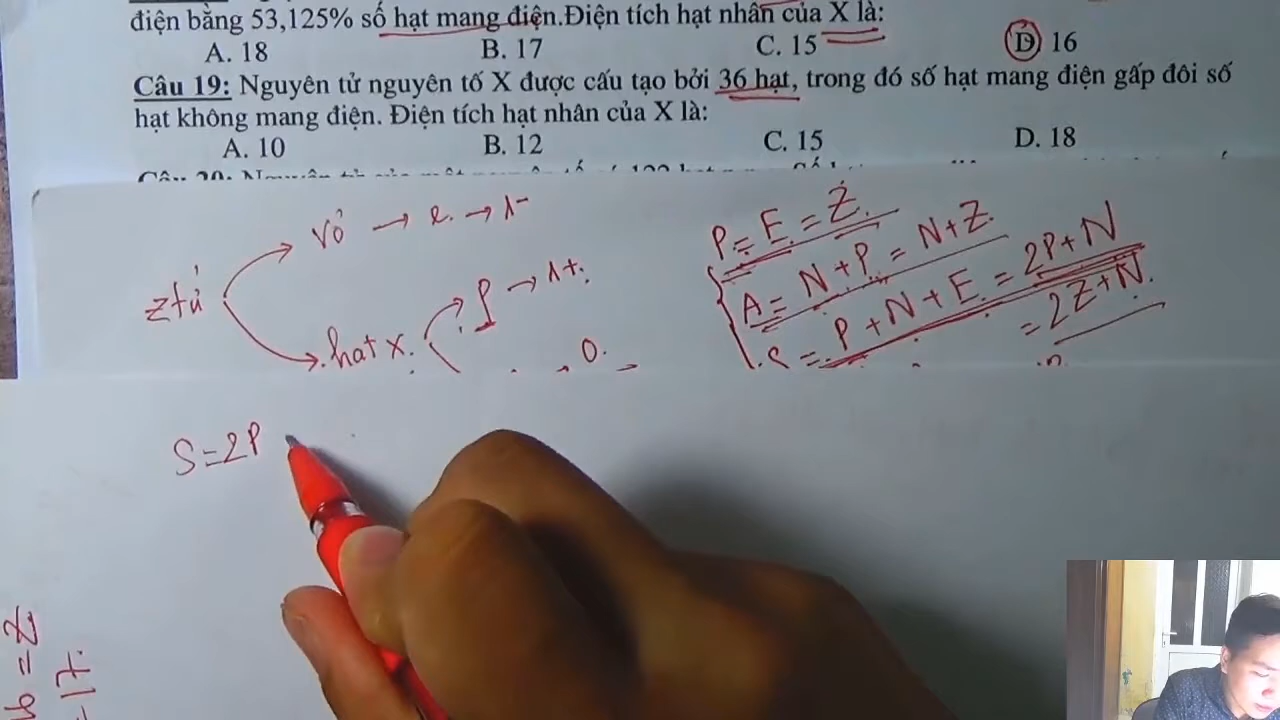 điện bằng 53,125% số hạt mang điện.Điện tích hạt nhân của X là:
A. 18 B. 17 C. 15 D 16
Câu 19: Nguyên tử nguyên tố X được cấu tạo bởi 36 hạt, trong đó số hạt mang điện gấp đôi số
hạt không mang điện. Điện tích hạt nhân của X là:
A. 10 B. 12 C. 15 D. 18
Vỏ → e. → 1-
ztử
hạt x. P → 1+.
0.
P = E = Z.
A = N + P = N + Z.
S = P + N + E = 2P + N
= 2Z + N.
S = 2P
= Z
= 17.